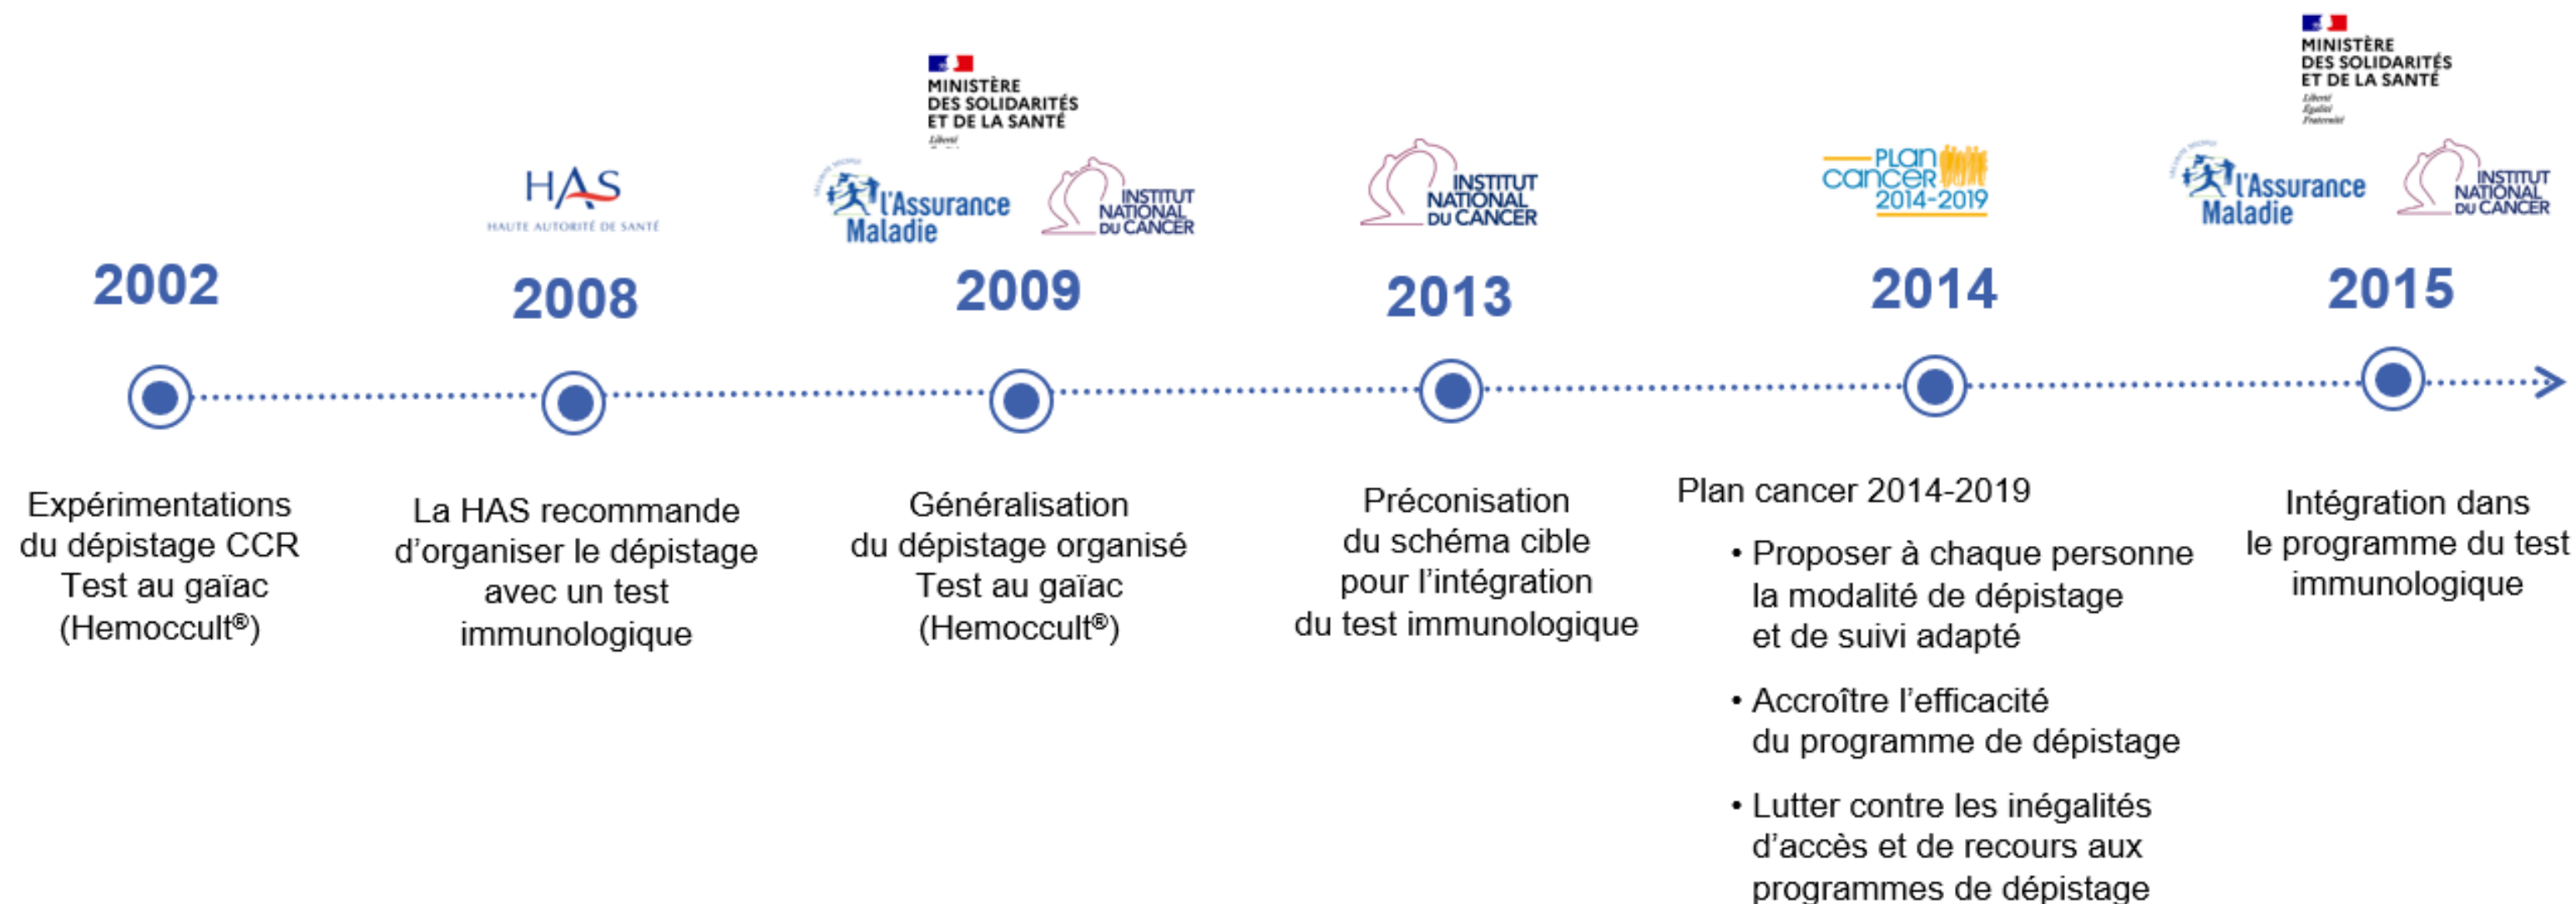 2002
Expérimentations
du dépistage CCR
Test au gaïac
(Hemoccult®)
HAS
HAUTE AUTORITÉ DE SANTÉ
2008
La HAS recommande
d'organiser le dépistage
avec un test
immunologique
MINISTÈRE
DES SOLIDARITÉS
ET DE LA SANTÉ
Liberté
l'Assurance
Maladie
INSTITUT
NATIONAL
DU CANCER
2009
Généralisation
du dépistage organisé
Test au gaïac
(Hemoccult®)
INSTITUT
NATIONAL
DU CANCER
2013
Préconisation
du schéma cible
pour l'intégration
du test immunologique
PLan
cancer
2014-2019
2014
Plan cancer 2014-2019
• Proposer à chaque personne
la modalité de dépistage
et de suivi adapté
• Accroître l'efficacité
du programme de dépistage
• Lutter contre les inégalités
d'accès et de recours aux
programmes de dépistage
MINISTÈRE
DES SOLIDARITÉS
ET DE LA SANTÉ
Liberté
Égalité
Fraternité
l'Assurance
Maladie
INSTITUT
NATIONAL
DU CANCER
2015
Intégration dans
le programme du test
immunologique